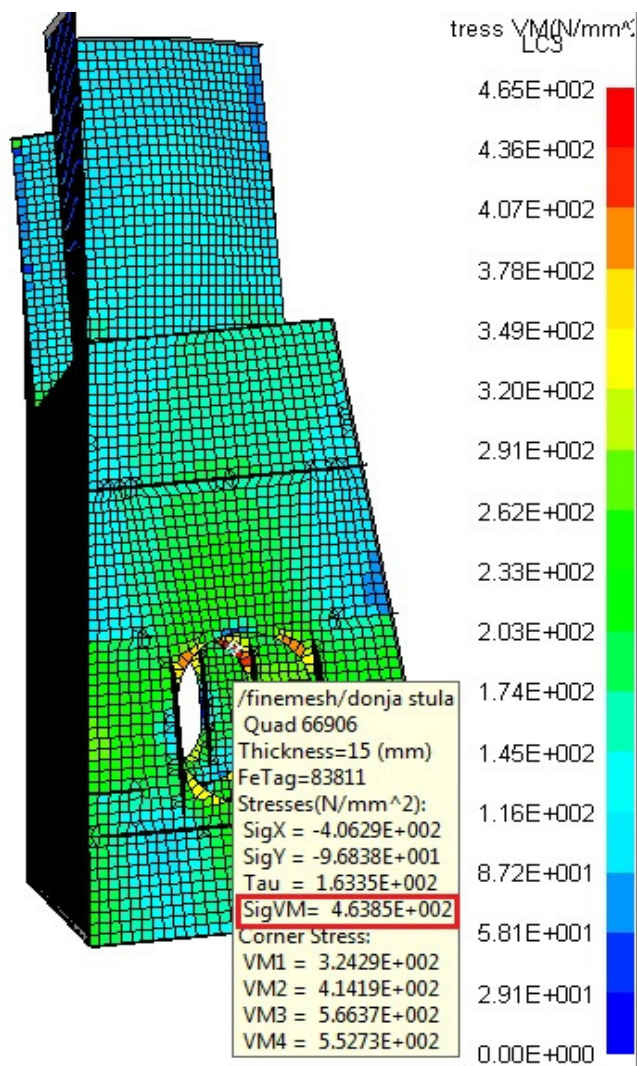 tress VM(N/mm^2
LC3
4.65E+002
4.36E+002
4.07E+002
3.78E+002
3.49E+002
3.20E+002
2.91E+002
2.62E+002
2.33E+002
2.03E+002
1.74E+002
1.45E+002
1.16E+002
8.72E+001
5.81E+001
2.91E+001
0.00E+000
/finemesh/donja stula
Quad 66906
Thickness=15 (mm)
FeTag=83811
Stresses(N/mm^2):
SigX = -4.0629E+002
SigY = -9.6838E+001
Tau = 1.6335E+002
SigVM= 4.6385E+002
Corner Stress:
VM1 = 3.2429E+002
VM2 = 4.1419E+002
VM3 = 5.6637E+002
VM4 = 5.5273E+002